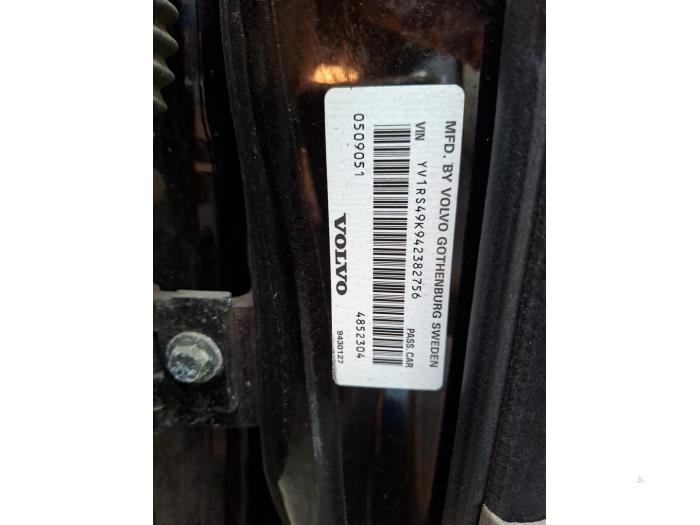 MFD. BY VOLVO GOTHENBURG SWEDEN
VIN YV1RS49K942382756 PASS.CAR
0509051 VOLVO 4852304 9430127